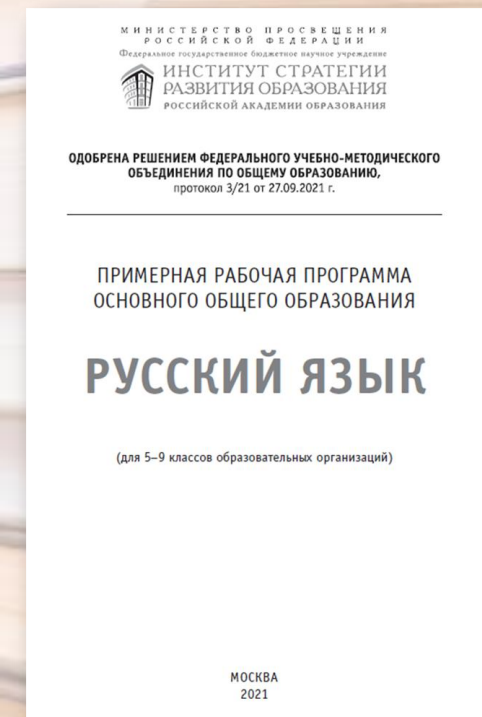 МИНИСТЕРСТВО ПРОСВЕЩЕНИЯ
РОССИЙСКОЙ ФЕДЕРАЦИИ
Федеральное государственное бюджетное научное учреждение
ИНСТИТУТ СТРАТЕГИИ
РАЗВИТИЯ ОБРАЗОВАНИЯ
РОССИЙСКОЙ АКАДЕМИИ ОБРАЗОВАНИЯ
ОДОБРЕНА РЕШЕНИЕМ ФЕДЕРАЛЬНОГО УЧЕБНО-МЕТОДИЧЕСКОГО
ОБЪЕДИНЕНИЯ ПО ОБЩЕМУ ОБРАЗОВАНИЮ,
протокол 3/21 от 27.09.2021 г.
ПРИМЕРНАЯ РАБОЧАЯ ПРОГРАММА
ОСНОВНОГО ОБЩЕГО ОБРАЗОВАНИЯ
РУССКИЙ ЯЗЫК
(для 5–9 классов образовательных организаций)
МОСКВА
2021